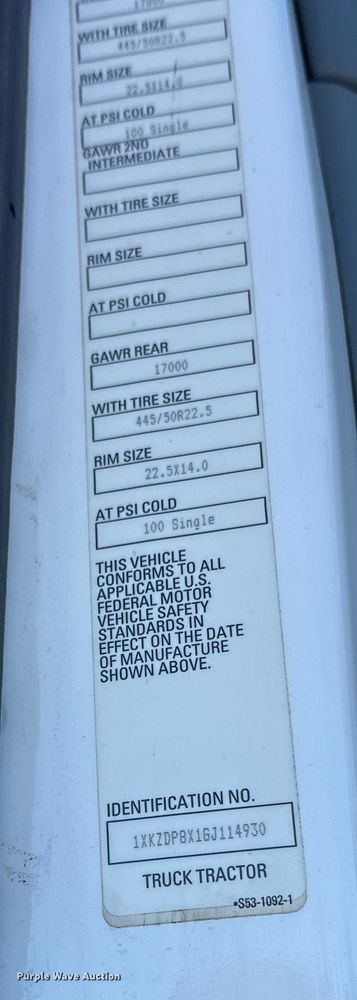 17000
WITH TIRE SIZE
445/50R22.5
RIM SIZE
22.5X14.0
AT PSI COLD
100 Single
GAWR 2ND
INTERMEDIATE
WITH TIRE SIZE
RIM SIZE
AT PSI COLD
GAWR REAR
17000
WITH TIRE SIZE
445/50R22.5
RIM SIZE
22.5X14.0
AT PSI COLD
100 Single
THIS VEHICLE
CONFORMS TO ALL
APPLICABLE U.S.
FEDERAL MOTOR
VEHICLE SAFETY
STANDARDS IN
EFFECT ON THE DATE
OF MANUFACTURE
SHOWN ABOVE.
IDENTIFICATION NO.
1XKZDP8X1GJ114930
TRUCK TRACTOR
•S53-1092-1
Purple Wave Auction